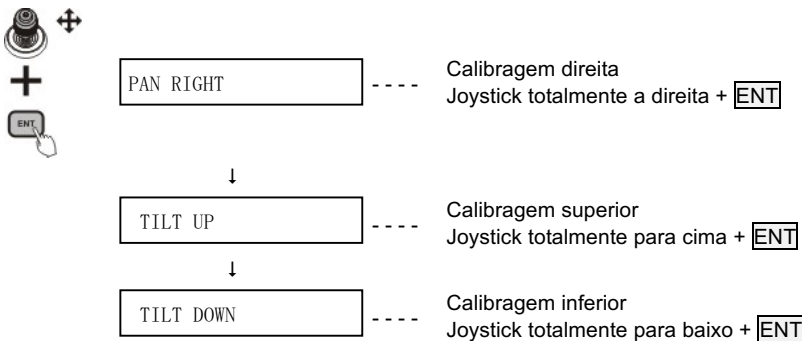 PAN RIGHT
- - - -
Calibragem direita
Joystick totalmente a direita + ENT
ENT
↓
TILT UP
- - - -
Calibragem superior
Joystick totalmente para cima + ENT
↓
TILT DOWN
- - - -
Calibragem inferior
Joystick totalmente para baixo + ENT